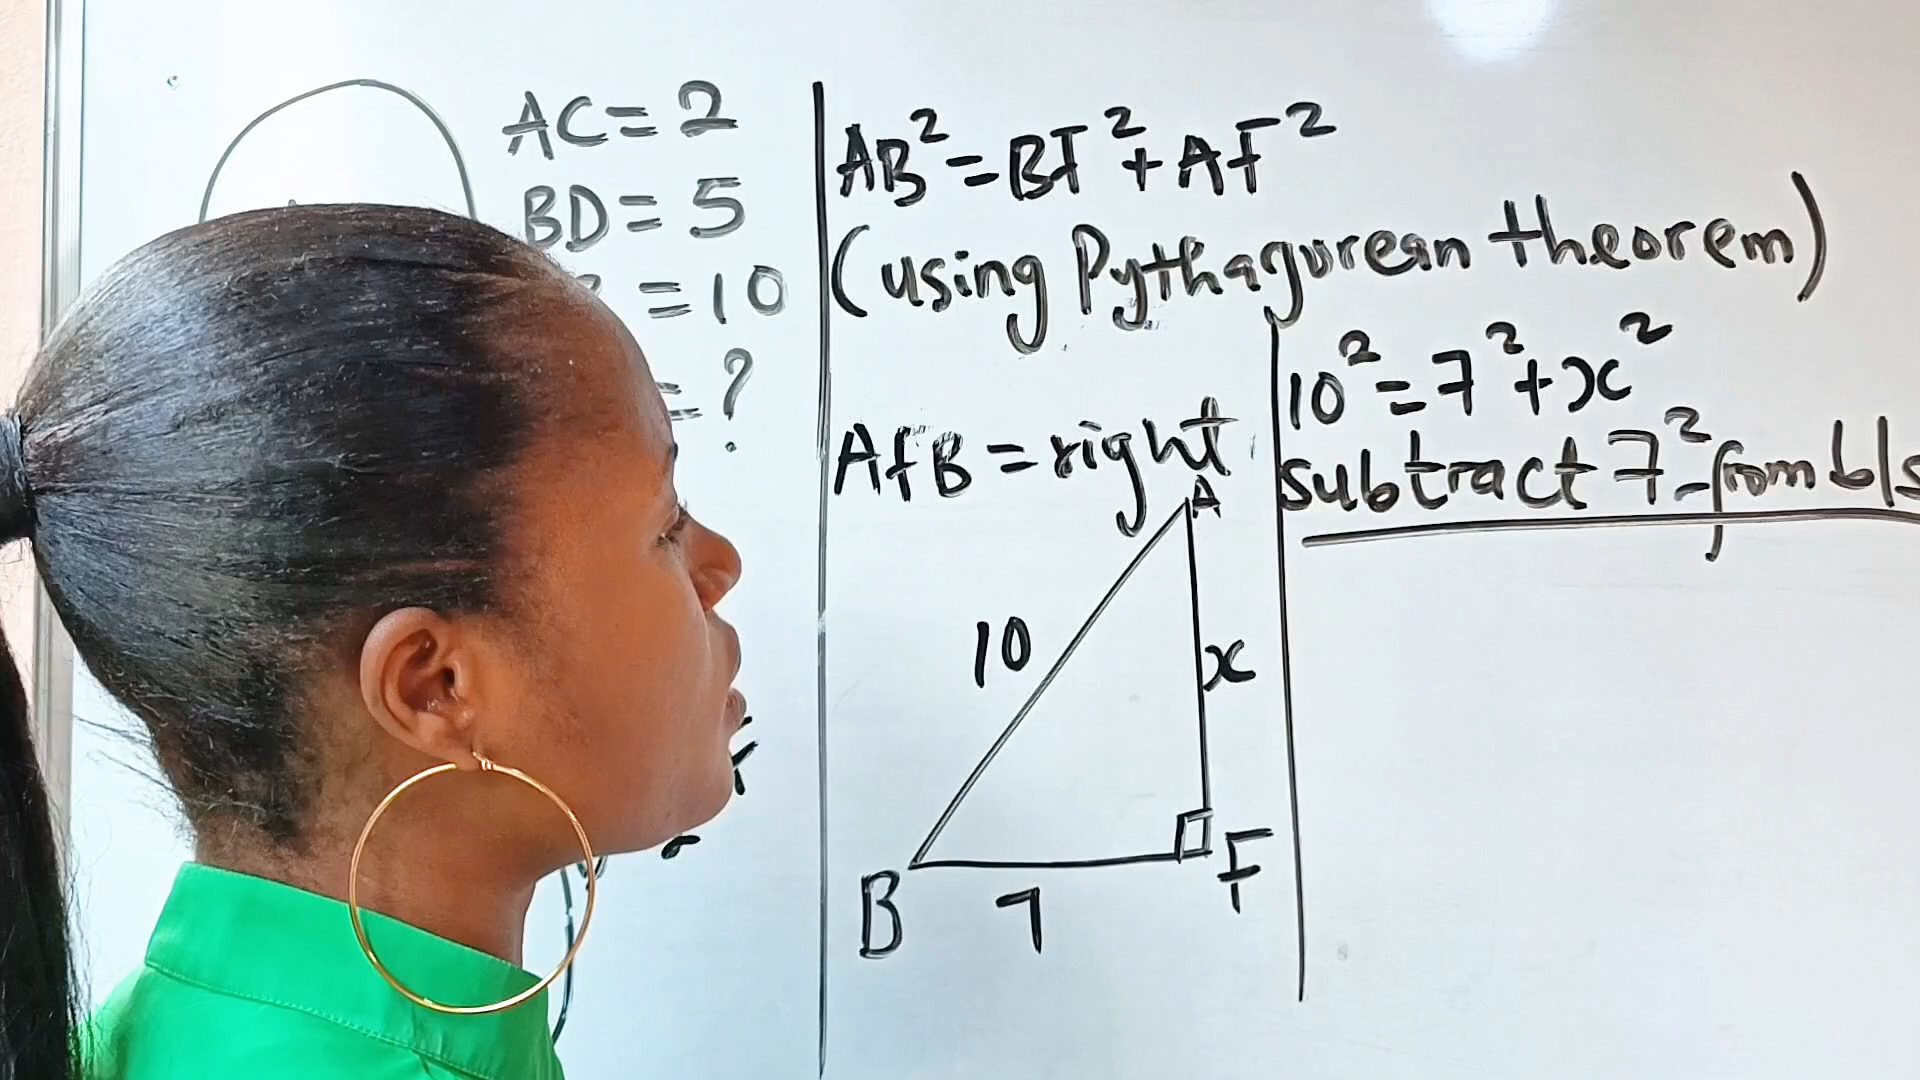 AC = 2
BD = 5
= 10
= ?
AB² = BF² + AF²
(using Pythagorean theorem)
AFB = right
A
10
x
B
7
F
10² = 7² + x²
subtract 7² from b/s